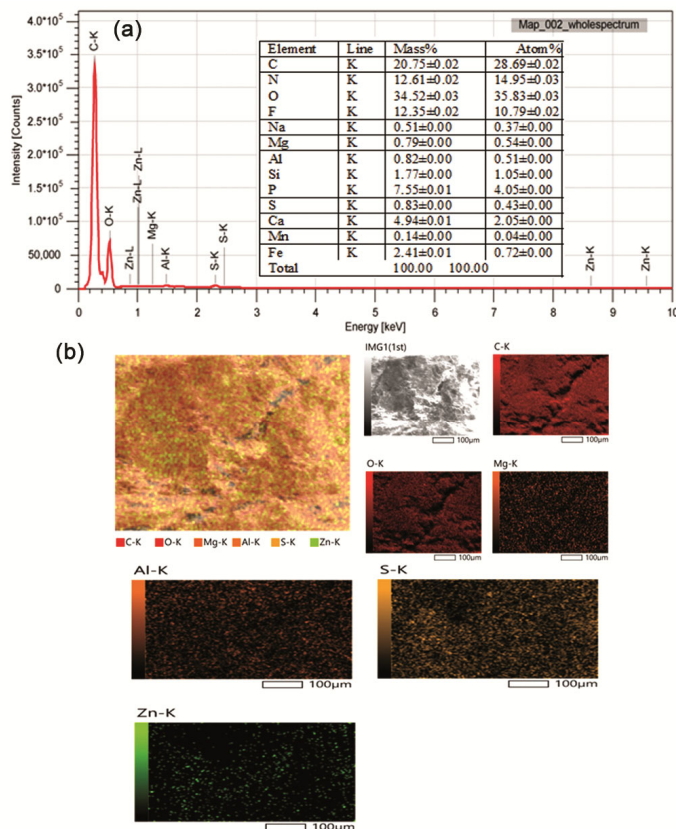 (a)
Map_002_wholespectrum
4.0*10⁵
3.5*10⁵
3.0*10⁵
2.5*10⁵
2.0*10⁵
1.5*10⁵
1.0*10⁵
50,000
0
Intensity [Counts]
C-K
O-K
Zn-L
Zn-L
Zn-L
Mg-K
Al-K
S-K
S-K
Zn-K
Zn-K
Element Line Mass% Atom%
C K 20.75±0.02 28.69±0.02
N K 12.61±0.02 14.95±0.03
O K 34.52±0.03 35.83±0.03
F K 12.35±0.02 10.79±0.02
Na K 0.51±0.00 0.37±0.00
Mg K 0.79±0.00 0.54±0.00
Al K 0.82±0.00 0.51±0.00
Si K 1.77±0.00 1.05±0.00
P K 7.55±0.01 4.05±0.00
S K 0.83±0.00 0.43±0.00
Ca K 4.94±0.01 2.05±0.00
Mn K 0.14±0.00 0.04±0.00
Fe K 2.41±0.01 0.72±0.00
Total 100.00 100.00
0 1 2 3 4 5 6 7 8 9 10
Energy [keV]
(b)
IMG1(1st)
100μm
C-K
100μm
O-K
100μm
Mg-K
100μm
C-K O-K Mg-K Al-K S-K Zn-K
Al-K
100μm
S-K
100μm
Zn-K
100μm